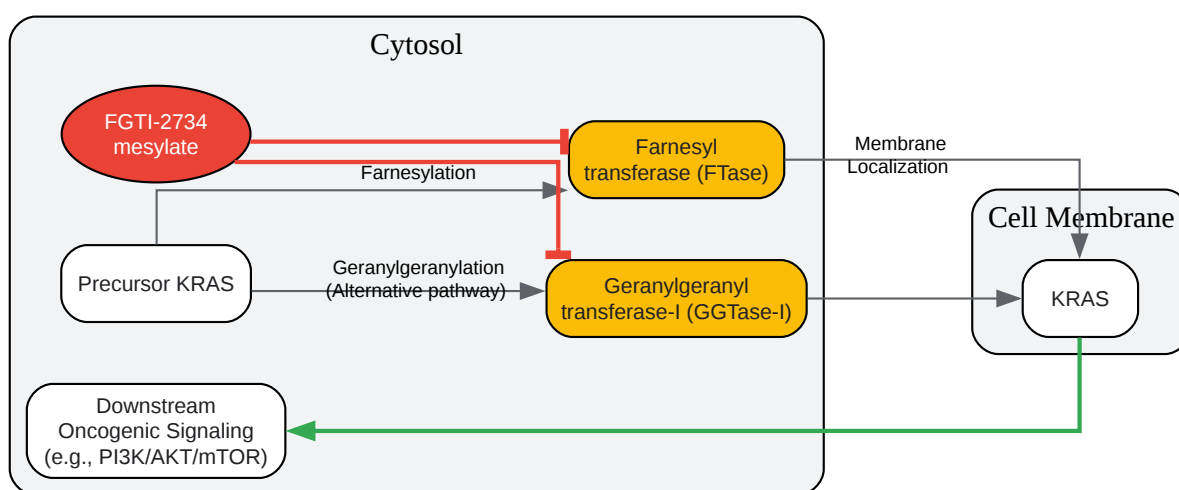 Cytosol
FGTI-2734
mesylate
Farnesyl
transferase (FTase)
Membrane
Localization
Farnesylation
Cell Membrane
Precursor KRAS
Geranylgeranylation
(Alternative pathway)
Geranylgeranyl
transferase-I (GGTase-I)
KRAS
Downstream
Oncogenic Signaling
(e.g., PI3K/AKT/mTOR)